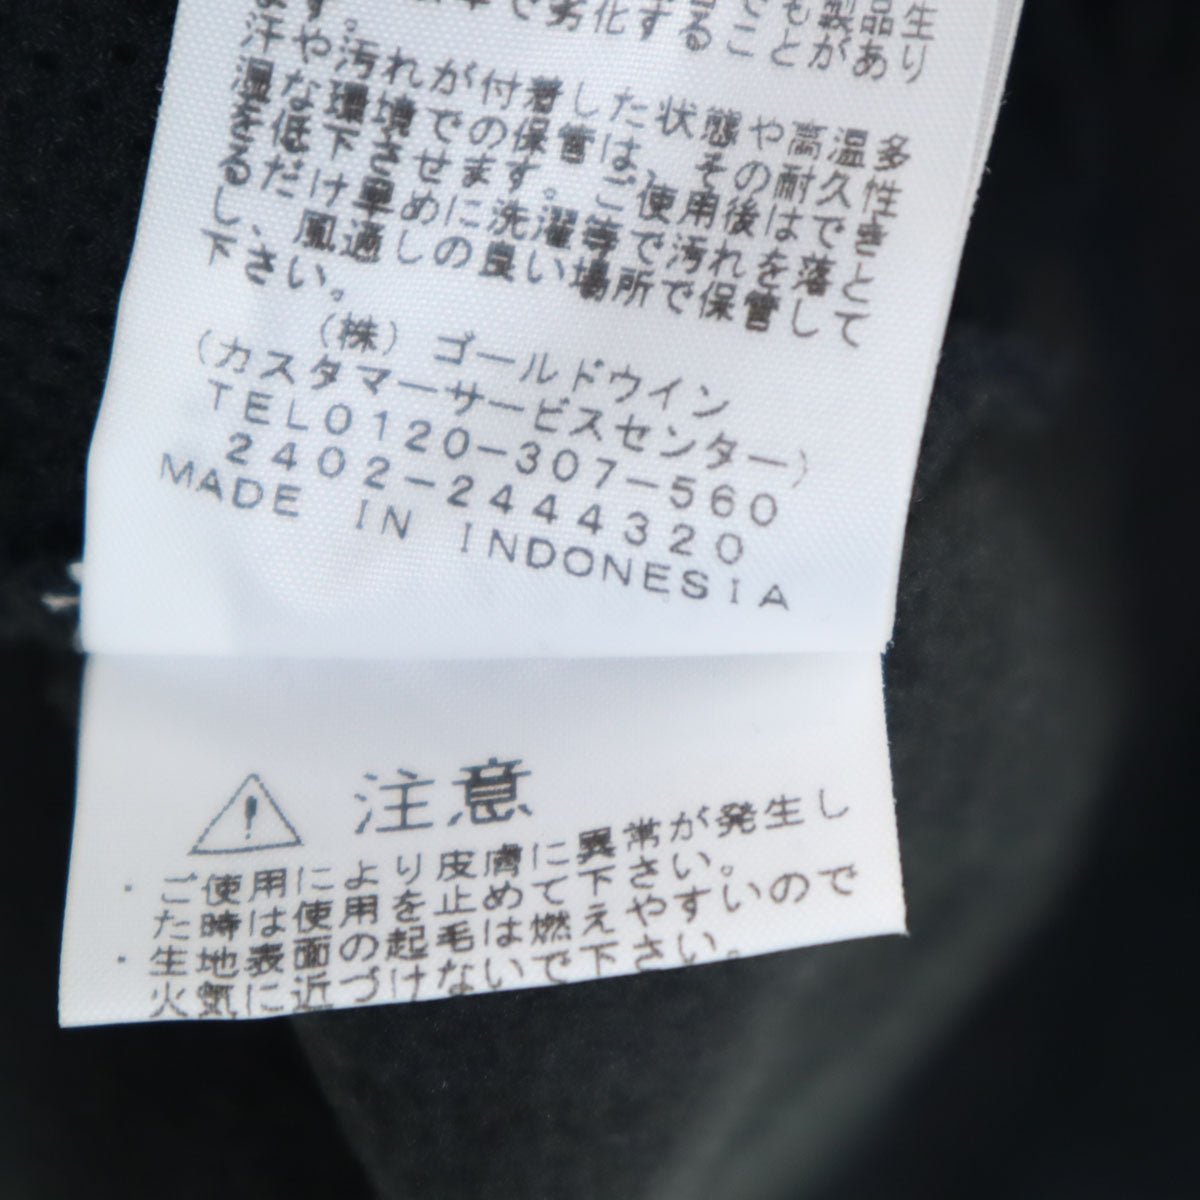 汗や汚れが付着した状態や高温多
湿な環境での保管は、その耐久性
を低下させます。ご使用後はできる
だけ早めに洗濯等で汚れを落として
、風通しの良い場所で保管して
下さい。
(株) ゴールドウイン
(カスタマーサービスセンター)
TEL0120-307-560
2402-2444320
MADE IN INDONESIA
注意
・ご使用により皮膚に異常が発生し
た時は使用を止めて下さい。
・生地表面の起毛は燃えやすいので
火気に近づけないで下さい。